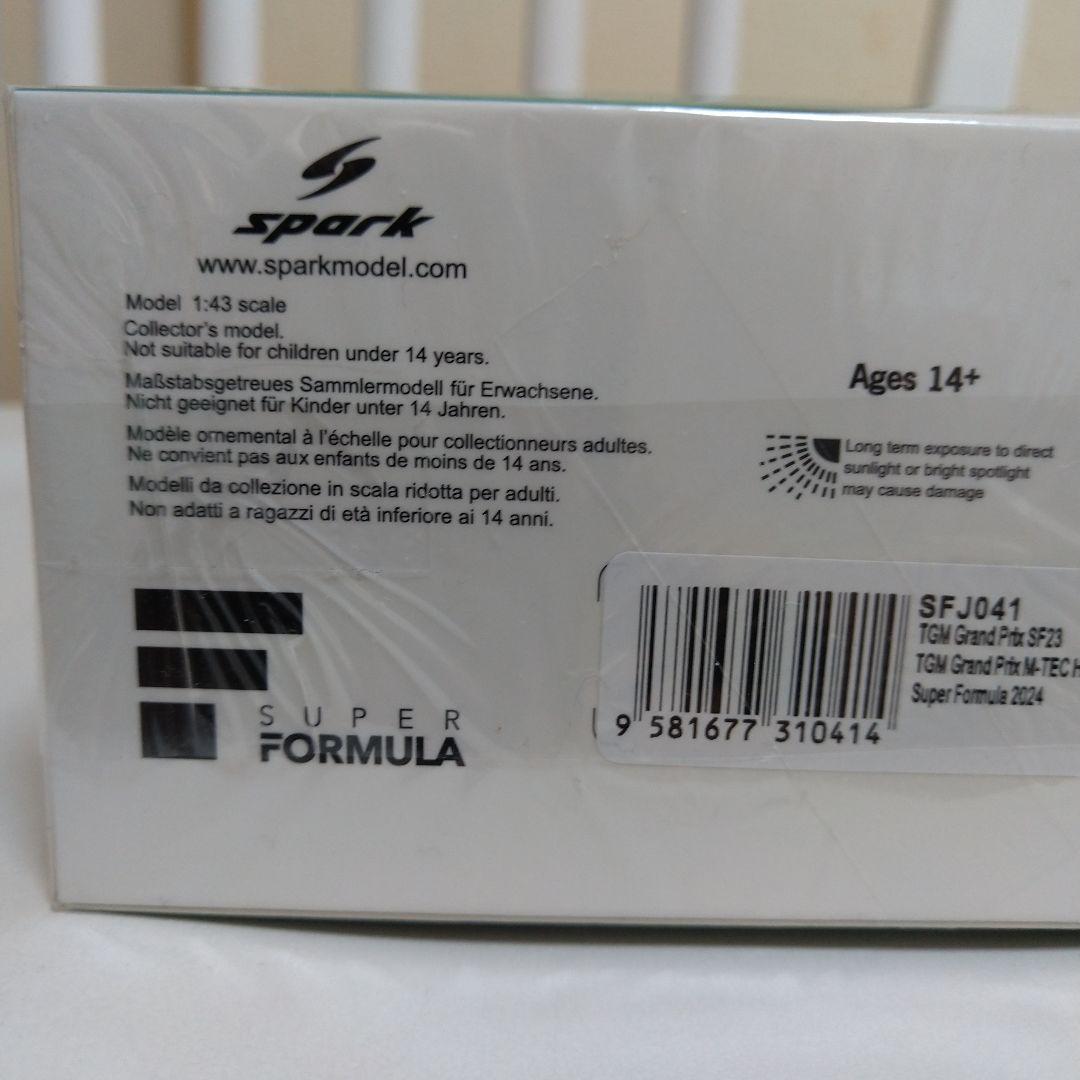 spark
www.sparkmodel.com
Model 1:43 scale
Collector's model.
Not suitable for children under 14 years.
Maßstabsgetreues Sammlermodell für Erwachsene.
Nicht geeignet für Kinder unter 14 Jahren.
Modèle ornemental à l'échelle pour collectionneurs adultes.
Ne convient pas aux enfants de moins de 14 ans.
Modelli da collezione in scala ridotta per adulti.
Non adatti a ragazzi di età inferiore ai 14 anni.
Ages 14+
Long term exposure to direct
sunlight or bright spotlight
may cause damage
SUPER
FORMULA
SFJ041
TGM Grand Prix SF23
TGM Grand Prix M-TEC H
Super Formula 2024
9 581677 310414